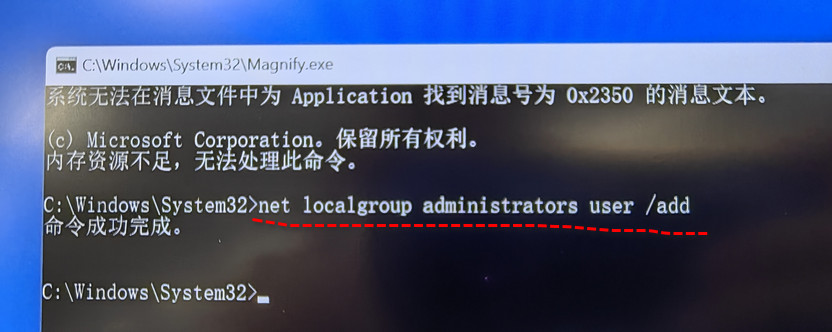 C:\Windows\System32\Magnify.exe
系统无法在消息文件中为 Application 找到消息号为 0x2350 的消息文本。
(c) Microsoft Corporation。保留所有权利。
内存资源不足，无法处理此命令。
C:\Windows\System32>net localgroup administrators user /add
命令成功完成。
C:\Windows\System32>